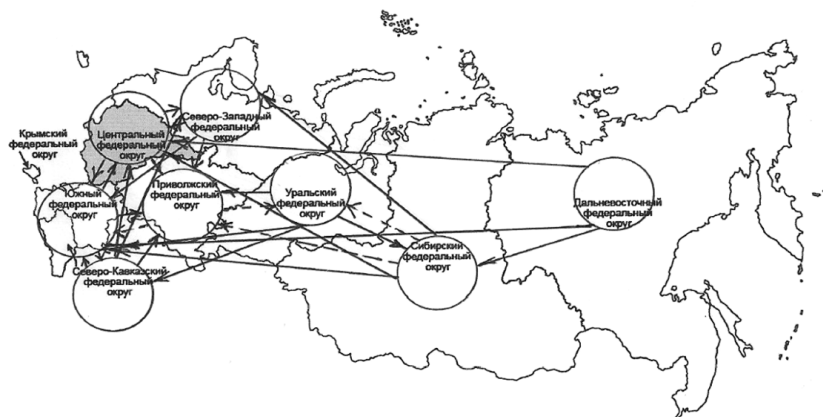 Северо-Западный
федеральный
округ
Центральный
федеральный
округ
Крымский
федеральный
округ
Южный
федеральный
округ
Приволжский
федеральный
округ
Уральский
федеральный
округ
Дальневосточный
федеральный
округ
Сибирский
федеральный
округ
Северо-Кавказский
федеральный
округ